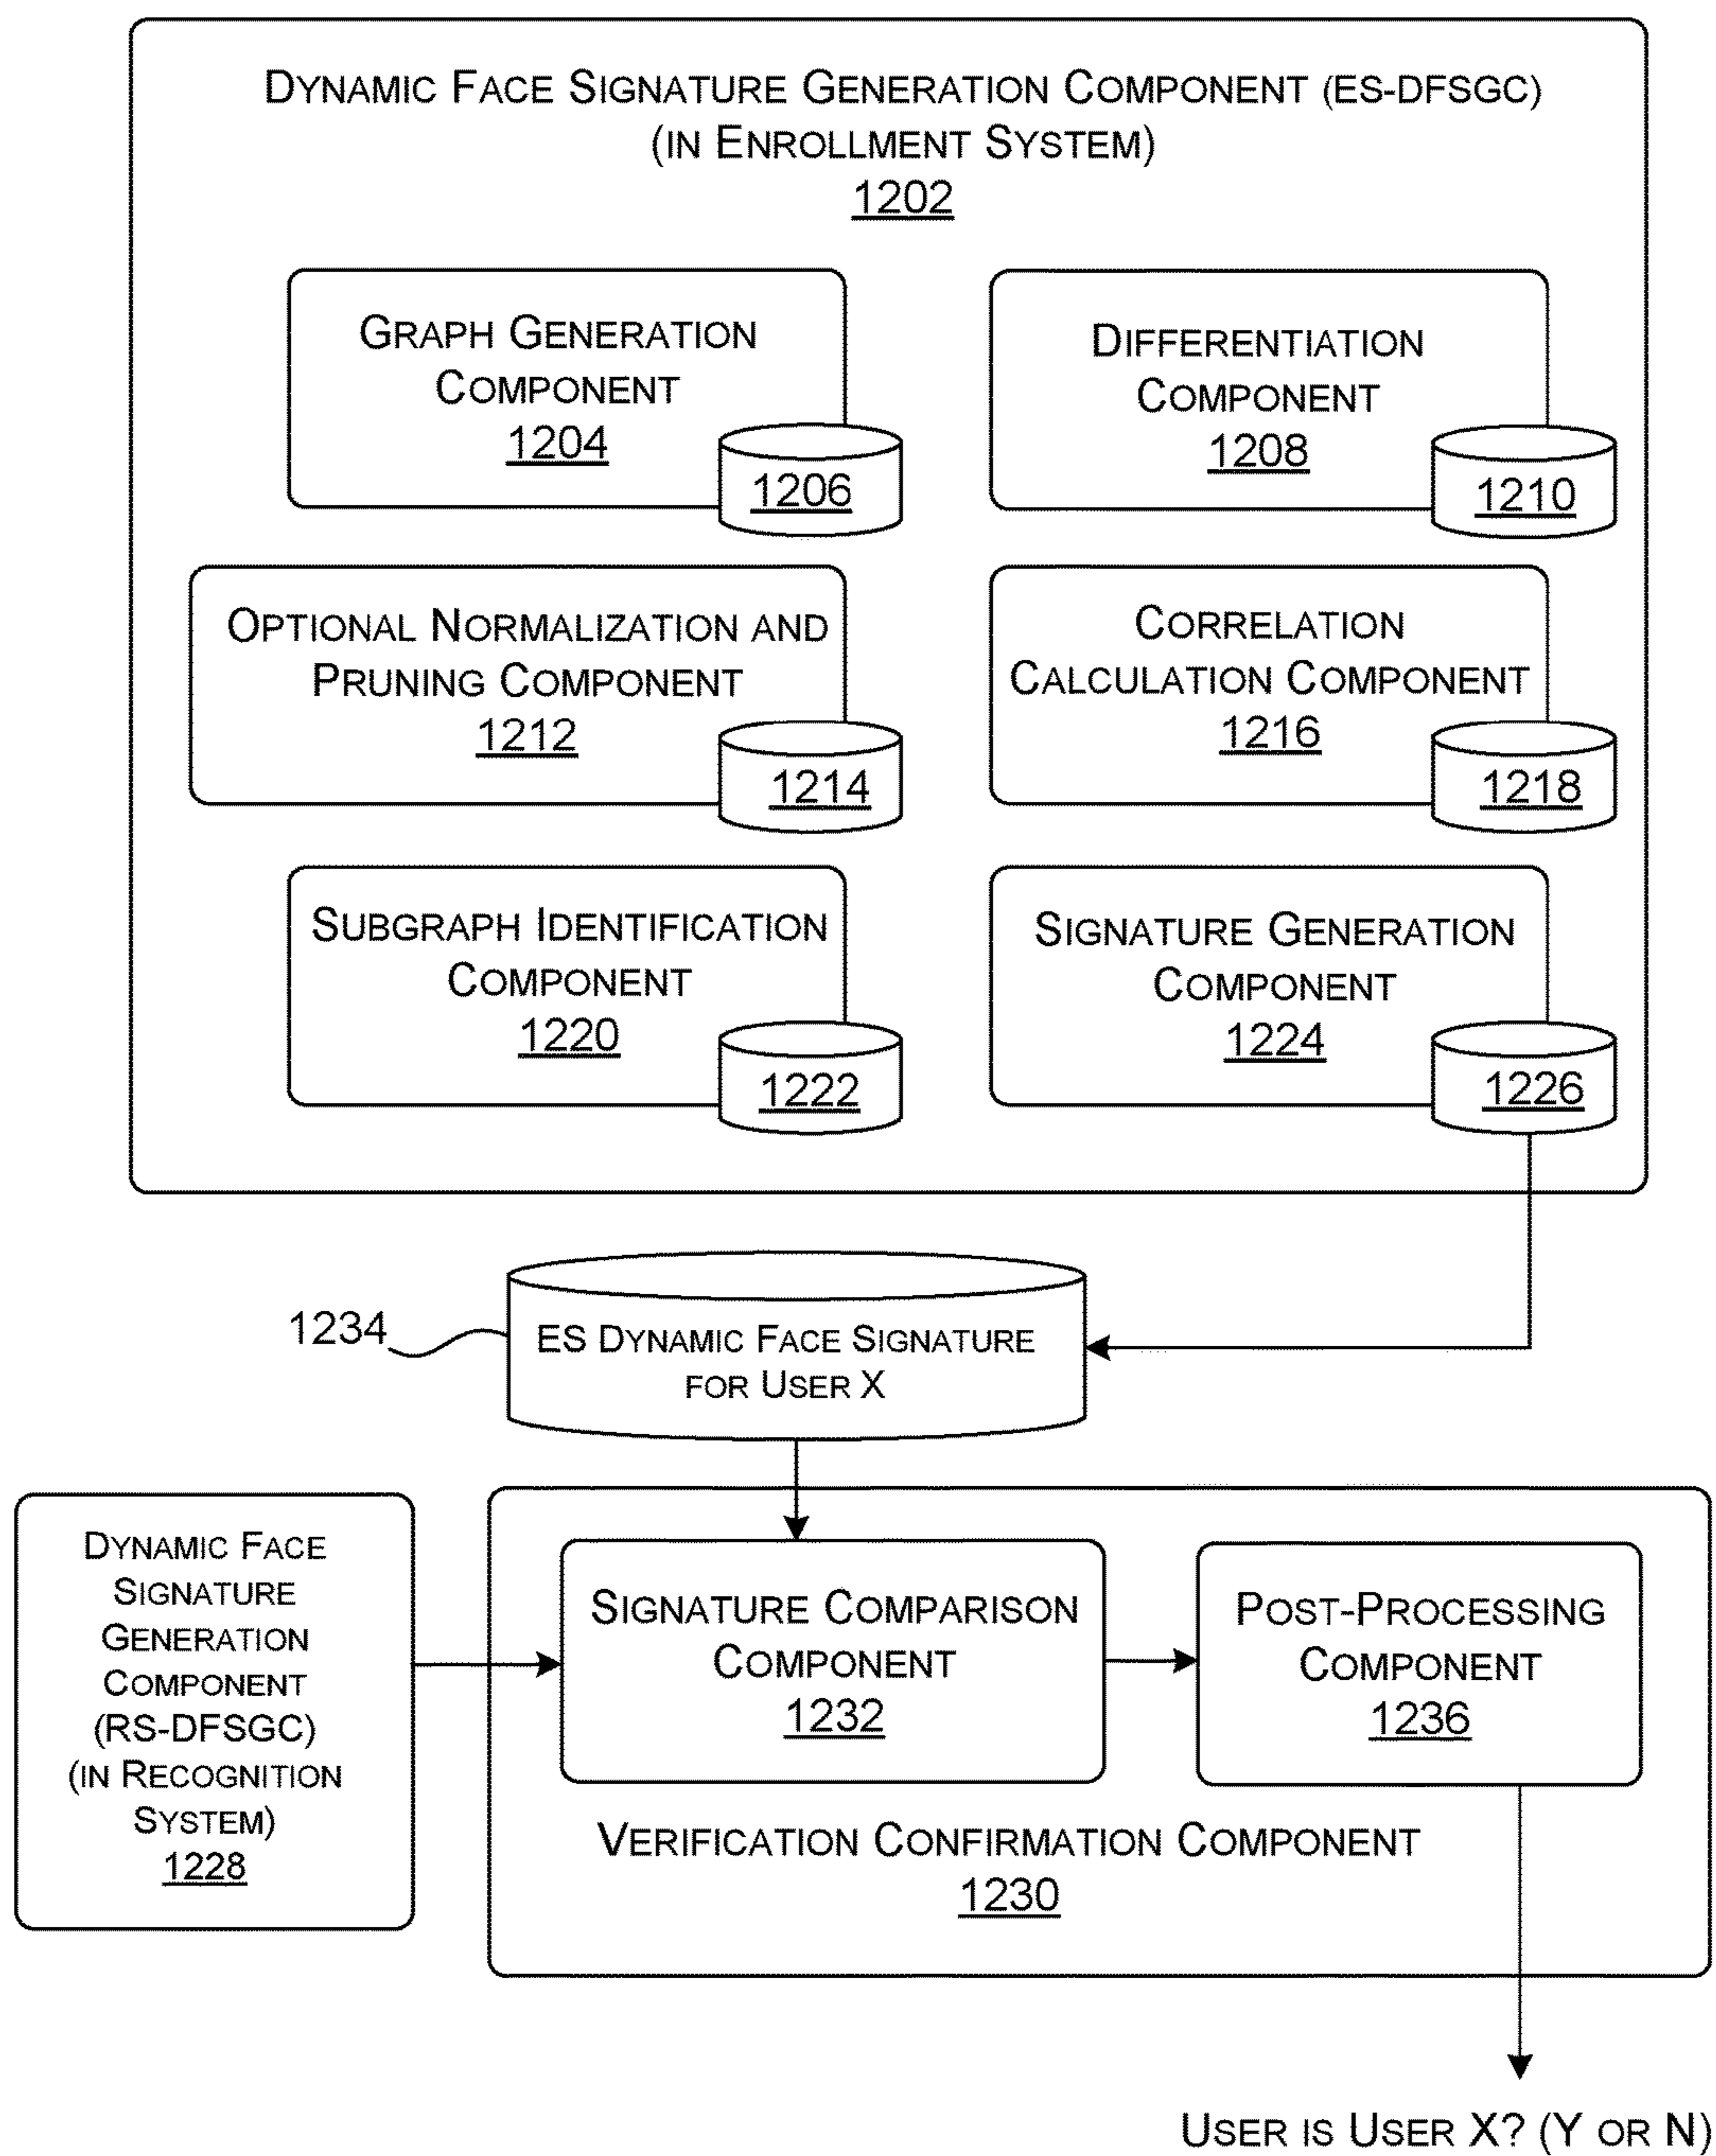 DYNAMIC FACE SIGNATURE GENERATION COMPONENT (ES-DFSGC)
(IN ENROLLMENT SYSTEM)
1202
GRAPH GENERATION
COMPONENT
1204
1206
DIFFERENTIATION
COMPONENT
1208
1210
OPTIONAL NORMALIZATION AND
PRUNING COMPONENT
1212
1214
CORRELATION
CALCULATION COMPONENT
1216
1218
SUBGRAPH IDENTIFICATION
COMPONENT
1220
1222
SIGNATURE GENERATION
COMPONENT
1224
1226
1234
ES DYNAMIC FACE SIGNATURE
FOR USER X
DYNAMIC FACE
SIGNATURE
GENERATION
COMPONENT
(RS-DFSGC)
(IN RECOGNITION
SYSTEM)
1228
SIGNATURE COMPARISON
COMPONENT
1232
POST-PROCESSING
COMPONENT
1236
VERIFICATION CONFIRMATION COMPONENT
1230
USER IS USER X? (Y OR N)